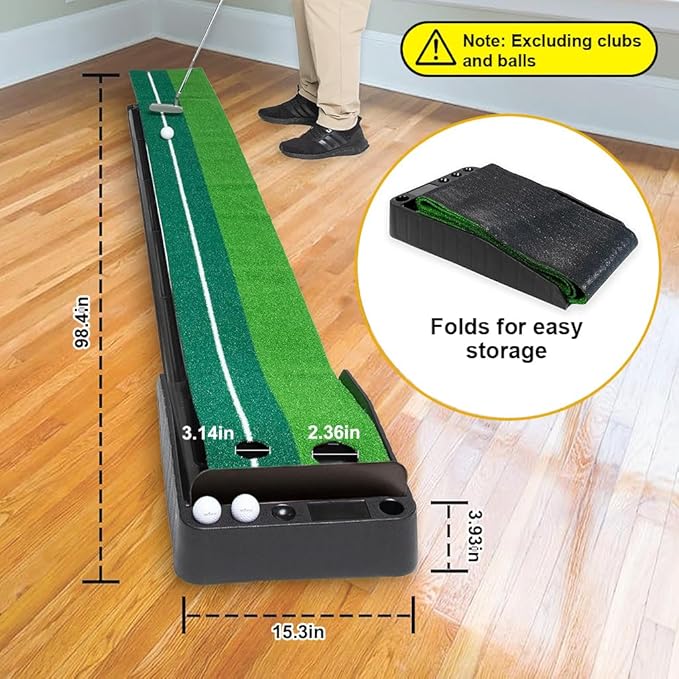 Note: Excluding clubs
and balls
98.4in
Folds for easy
storage
3.14in
2.36in
3.93in
15.3in